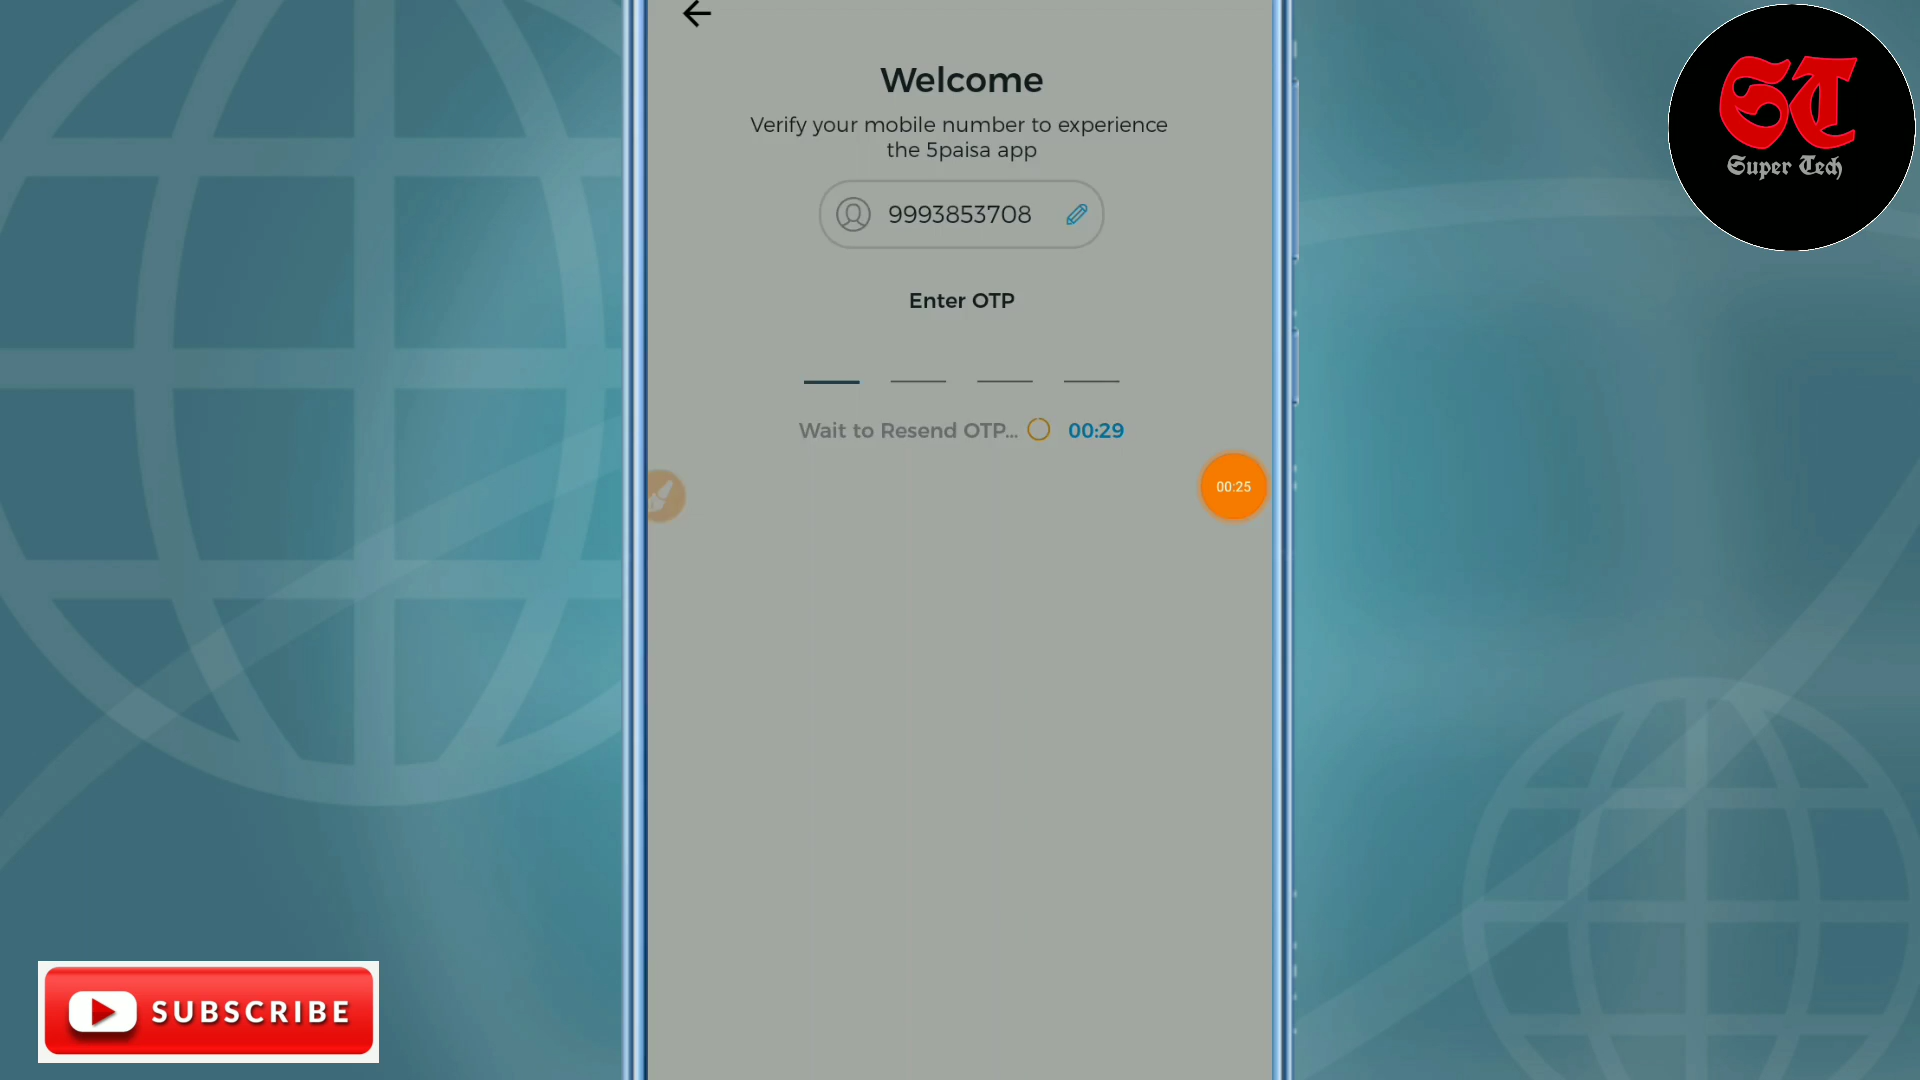 Welcome
Verify your mobile number to experience
the 5paisa app
9993853708
Enter OTP
Wait to Resend OTP... 00:29
00:25
ST
Super Tech
SUBSCRIBE